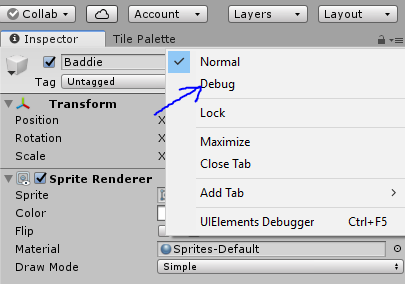 Collab Account Layers Layout
Inspector Tile Palette
Baddie
Tag Untagged
Normal
Debug
Lock
Maximize
Close Tab
Add Tab
UIElements Debugger Ctrl+F5
Transform
Position X
Rotation X
Scale X
Sprite Renderer
Sprite
Color
Flip
Material Sprites-Default
Draw Mode Simple